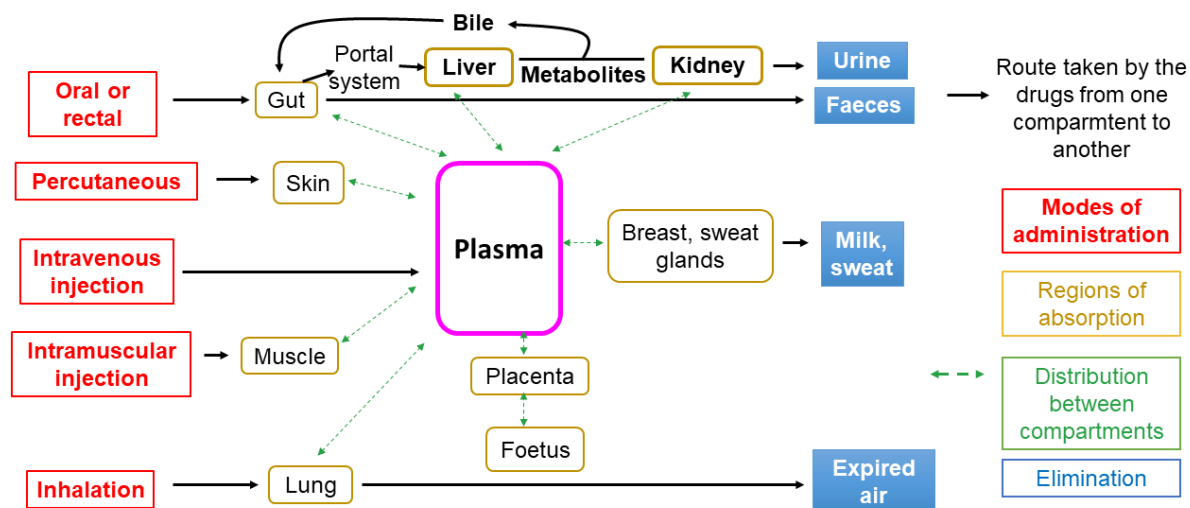 Bile
Portal
system
Liver
Metabolites
Kidney
Urine
Oral or
rectal
Gut
Faeces
Route taken by the
drugs from one
comparmtent to
another
Percutaneous
Skin
Plasma
Breast, sweat
glands
Milk,
sweat
Modes of
administration
Intravenous
injection
Regions of
absorption
Intramuscular
injection
Muscle
Placenta
Distribution
between
compartments
Foetus
Inhalation
Lung
Expired
air
Elimination